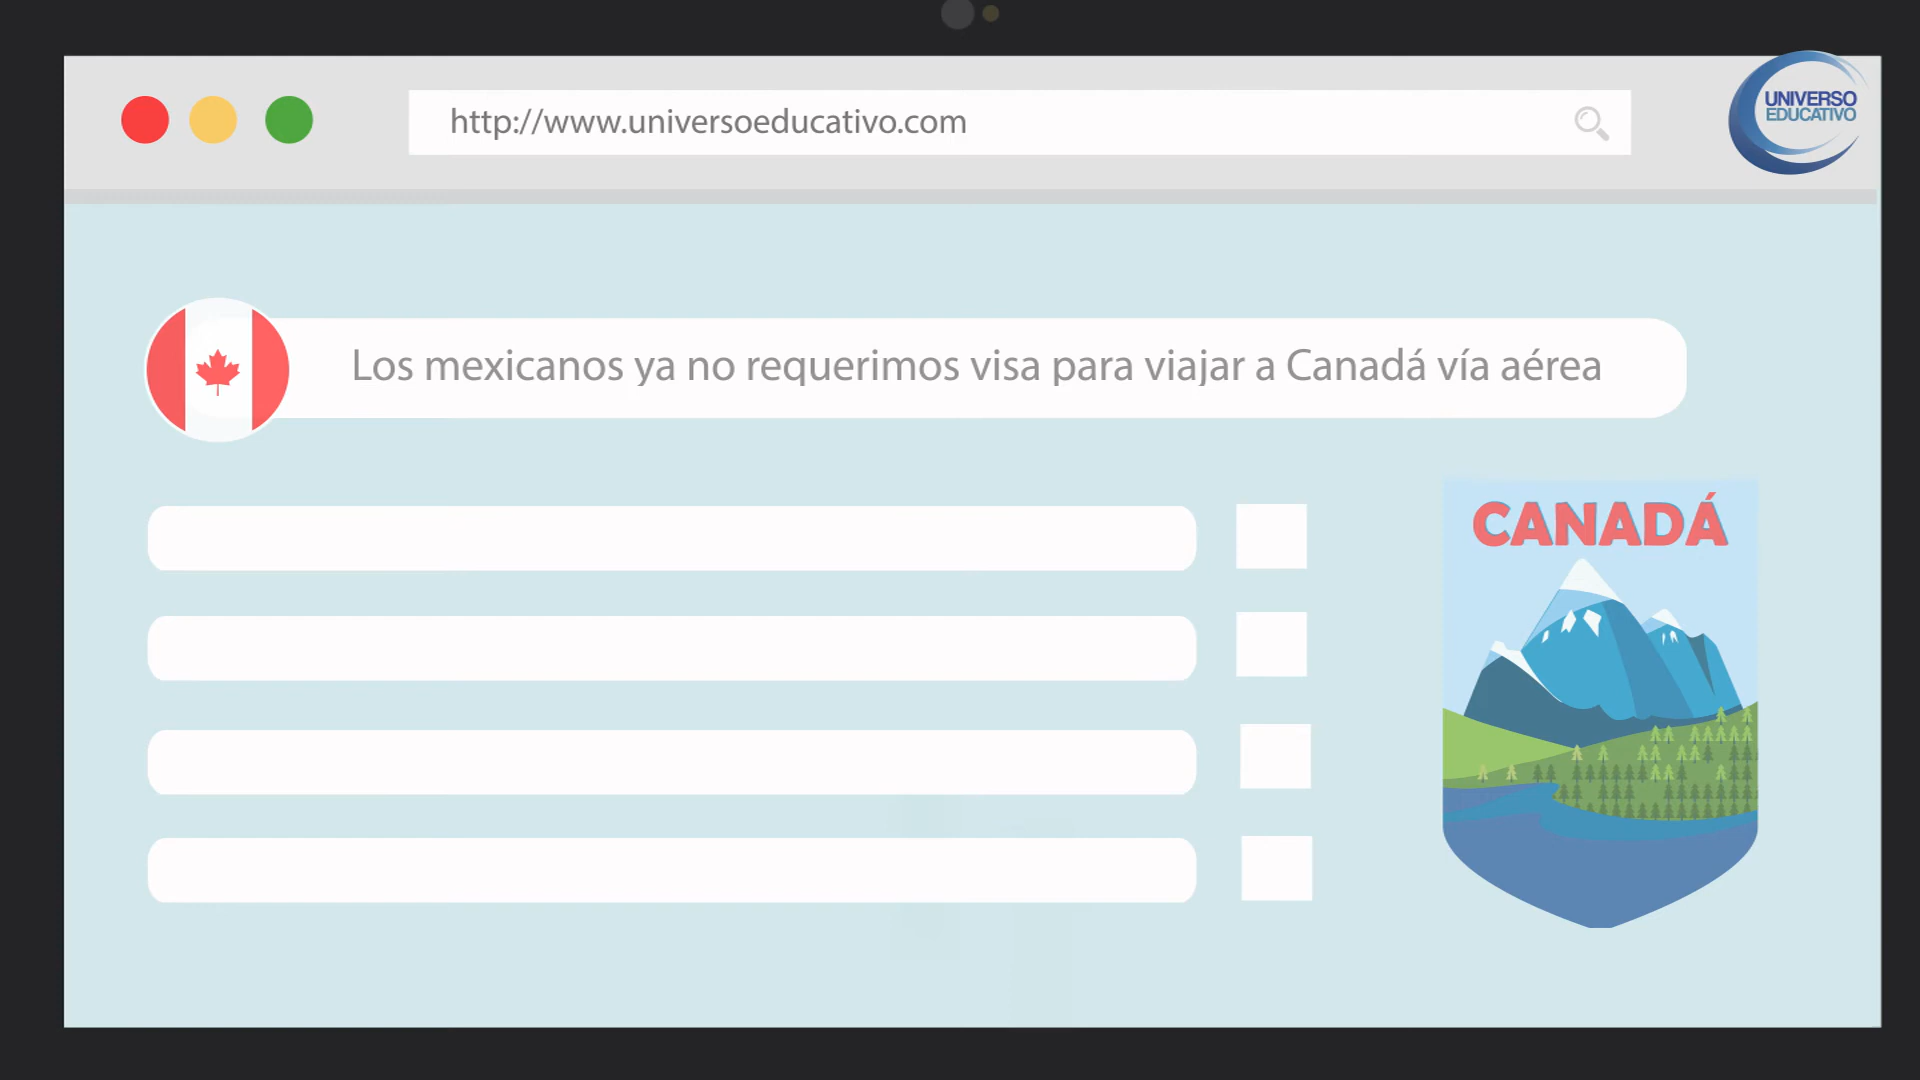 http://www.universoeducativo.com
UNIVERSO
EDUCATIVO
Los mexicanos ya no requerimos visa para viajar a Canadá vía aérea
CANADÁ